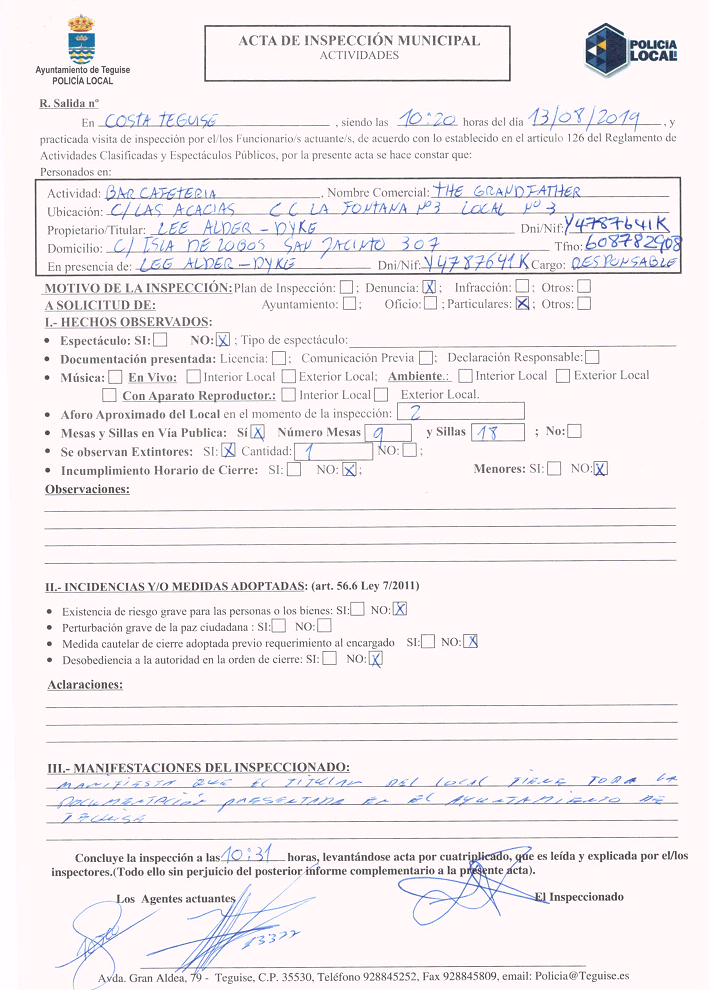 Ayuntamiento de Teguise
POLICÍA LOCAL
ACTA DE INSPECCIÓN MUNICIPAL
ACTIVIDADES
POLICIA
LOCAL
R. Salida nº
En COSTA TEGUISE, siendo las 10:20 horas del día 13/08/2019, y
practicada visita de inspección por el/los Funcionario/s actuante/s, de acuerdo con lo establecido en el artículo 126 del Reglamento de
Actividades Clasificadas y Espectáculos Públicos, por la presente acta se hace constar que:
Personados en:
Actividad: BAR CAFETERIA, Nombre Comercial: THE GRANDFATHER
Ubicación: C/LAS ACACIAS C C LA FONTANA Nº3 LOCAL Nº 3
Propietario/Titular: LEE ALDER-DYKE Dni/Nif: Y4787641K
Domicilio: C/ ISLA DE LOBOS SAN JACINTO 307 Tfno: 608782908
En presencia de: LEE ALDER-DYKE Dni/Nif: Y4787641K Cargo: RESPONSABLE
MOTIVO DE LA INSPECCIÓN: Plan de Inspección: ; Denuncia: X ; Infracción: ; Otros:
A SOLICITUD DE: Ayuntamiento: ; Oficio: ; Particulares: X ; Otros:
I.- HECHOS OBSERVADOS:
• Espectáculo: SI: NO: X ; Tipo de espectáculo:
• Documentación presentada: Licencia: ; Comunicación Previa ; Declaración Responsable:
• Música: En Vivo: Interior Local Exterior Local; Ambiente.: Interior Local Exterior Local
Con Aparato Reproductor.: Interior Local Exterior Local.
• Aforo Aproximado del Local en el momento de la inspección: 2
• Mesas y Sillas en Vía Publica: Sí X Número Mesas 9 y Sillas 18 ; No:
• Se observan Extintores: SI: X Cantidad: 1 NO: ;
• Incumplimiento Horario de Cierre: SI: NO: X ; Menores: SI: NO: X
Observaciones:
II.- INCIDENCIAS Y/O MEDIDAS ADOPTADAS: (art. 56.6 Ley 7/2011)
• Existencia de riesgo grave para las personas o los bienes: SI: NO: X
• Perturbación grave de la paz ciudadana : SI: NO:
• Medida cautelar de cierre adoptada previo requerimiento al encargado SI: NO: X
• Desobediencia a la autoridad en la orden de cierre: SI: NO: X
Aclaraciones:
III.- MANIFESTACIONES DEL INSPECCIONADO:
MANIFIESTA QUE EL TITULAR DEL LOCAL TIENE TODA LA
DOCUMENTACIÓN PRESENTADA EN EL AYUNTAMIENTO DE
TEGUISE
Concluye la inspección a las 10:31 horas, levantándose acta por cuatriplicado, que es leída y explicada por el/los
inspectores.(Todo ello sin perjuicio del posterior informe complementario a la presente acta).
Los Agentes actuantes El Inspeccionado
13372
Avda. Gran Aldea, 79 - Teguise, C.P. 35530, Teléfono 928845252, Fax 928845809, email: Policia@Teguise.es